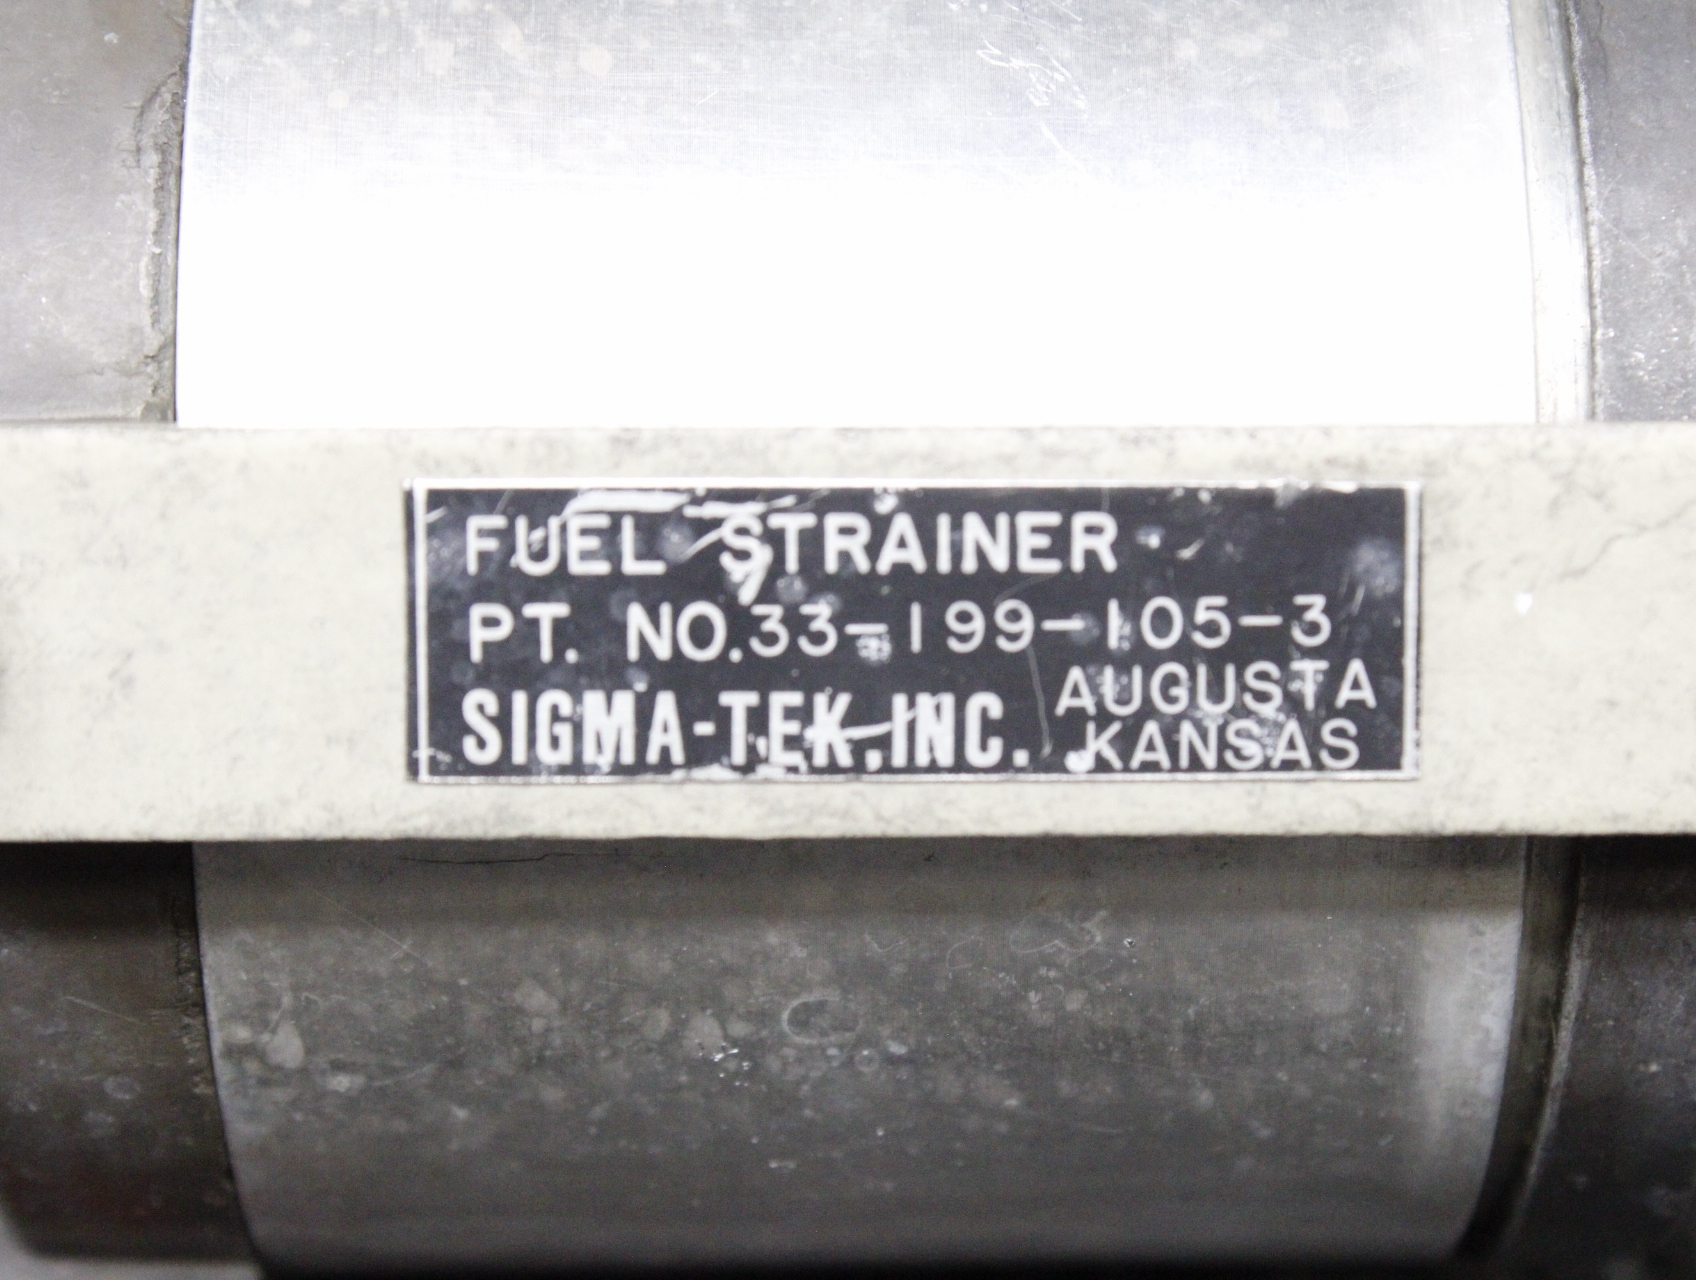 FUEL STRAINER
PT. NO. 33-199-105-3
SIGMA-TEK, INC. AUGUSTA
KANSAS